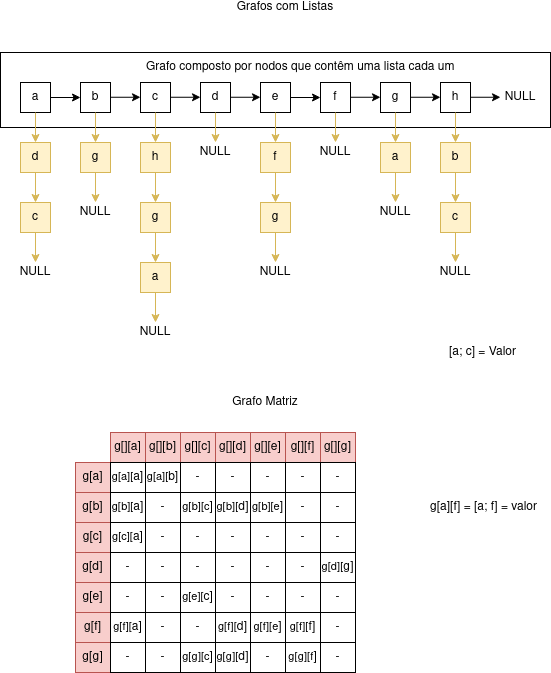 Grafos com Listas
Grafo composto por nodos que contêm uma lista cada um
a b c d e f g h NULL
d g h NULL f NULL a b
c NULL g g NULL c
NULL a NULL NULL
NULL
[a; c] = Valor
Grafo Matriz
g[][a] g[][b] g[][c] g[][d] g[][e] g[][f] g[][g]
g[a] g[a][a] g[a][b] - - - - -
g[b] g[b][a] - g[b][c] g[b][d] g[b][e] - - g[a][f] = [a; f] = valor
g[c] g[c][a] - - - - - -
g[d] - - - - - - g[d][g]
g[e] - - g[e][c] - - - -
g[f] g[f][a] - - g[f][d] g[f][e] g[f][f] -
g[g] - - g[g][c] g[g][d] - g[g][f] -